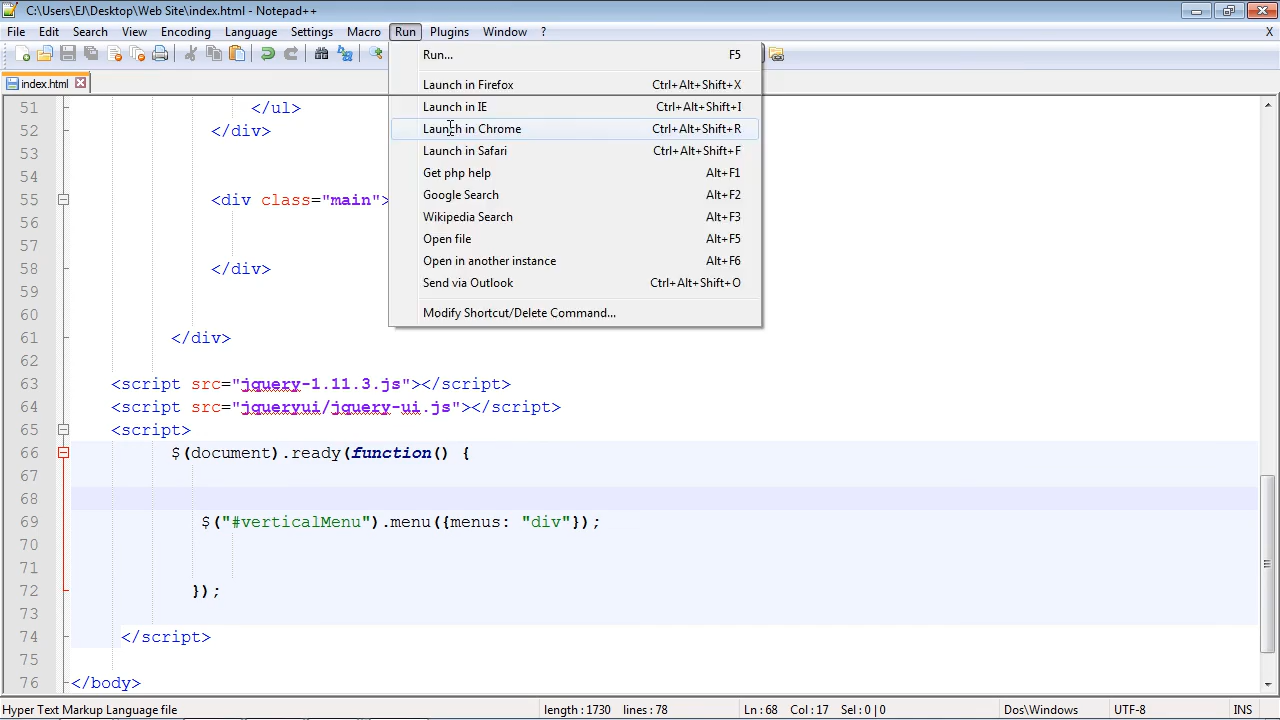 C:\Users\EJ\Desktop\Web Site\index.html - Notepad++
File Edit Search View Encoding Language Settings Macro Run Plugins Window ? X
index.html
Run... F5
Launch in Firefox Ctrl+Alt+Shift+X
Launch in IE Ctrl+Alt+Shift+I
Launch in Chrome Ctrl+Alt+Shift+R
Launch in Safari Ctrl+Alt+Shift+F
Get php help Alt+F1
Google Search Alt+F2
Wikipedia Search Alt+F3
Open file Alt+F5
Open in another instance Alt+F6
Send via Outlook Ctrl+Alt+Shift+O
Modify Shortcut/Delete Command...
51 </ul>
52 </div>
53
54
55 <div class="main">
56
57
58 </div>
59
60
61 </div>
62
63 <script src="jquery-1.11.3.js"></script>
64 <script src="jqueryui/jquery-ui.js"></script>
65 <script>
66 $(document).ready(function() {
67
68
69 $("#verticalMenu").menu({menus: "div"});
70
71
72 });
73
74 </script>
75
76 </body>
Hyper Text Markup Language file length : 1730 lines : 78 Ln : 68 Col : 17 Sel : 0 | 0 Dos\Windows UTF-8 INS